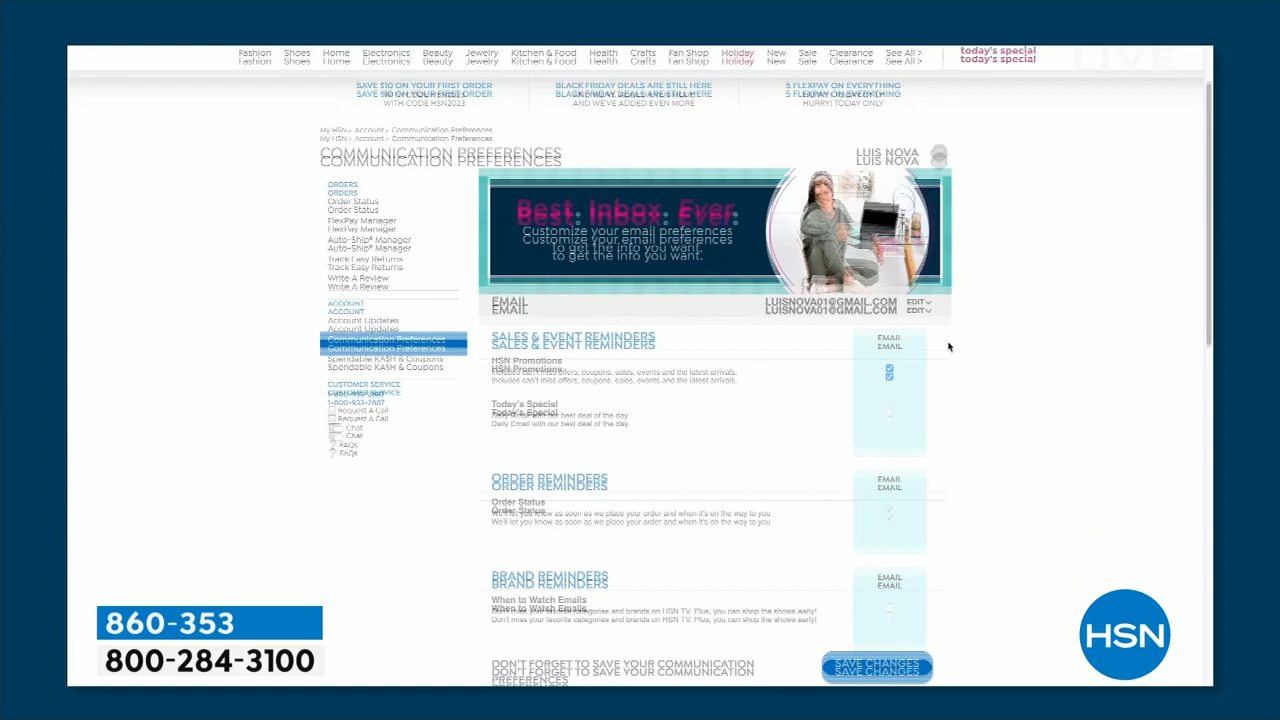 LIVE
Fashion Shoes Home Electronics Beauty Jewelry Kitchen & Food Health Crafts Fan Shop Holiday New Sale Clearance See All > today's special
SAVE $10 ON YOUR FIRST ORDER BLACK FRIDAY DEALS ARE STILL HERE 5 FLEXPAY ON EVERYTHING
WITH CODE HSN2023 AND WE'VE ADDED EVEN MORE HURRY! TODAY ONLY
My HSN > Account > Communication Preferences
COMMUNICATION PREFERENCES LUIS NOVA
ORDERS
Order Status
FlexPay Manager
Auto-Ship® Manager
Track Easy Returns
Write A Review
ACCOUNT
Account Updates
Communication Preferences
Spendable KASH & Coupons
CUSTOMER SERVICE
1-800-933-2887
Request A Call
Chat
FAQs
Best. Inbox. Ever.
Customize your email preferences
to get the info you want.
EMAIL LUISNOVA01@GMAIL.COM EDIT
SALES & EVENT REMINDERS EMAIL
HSN Promotions
Includes can't miss offers, coupons, sales, events and the latest arrivals.
Today's Special
Daily Email with our best deal of the day.
ORDER REMINDERS EMAIL
Order Status
We'll let you know as soon as we place your order and when it's on the way to you
BRAND REMINDERS EMAIL
When to Watch Emails
Don't miss your favorite categories and brands on HSN TV. Plus, you can shop the shows early!
DON'T FORGET TO SAVE YOUR COMMUNICATION
PREFERENCES
SAVE CHANGES
860-353
800-284-3100
HSN